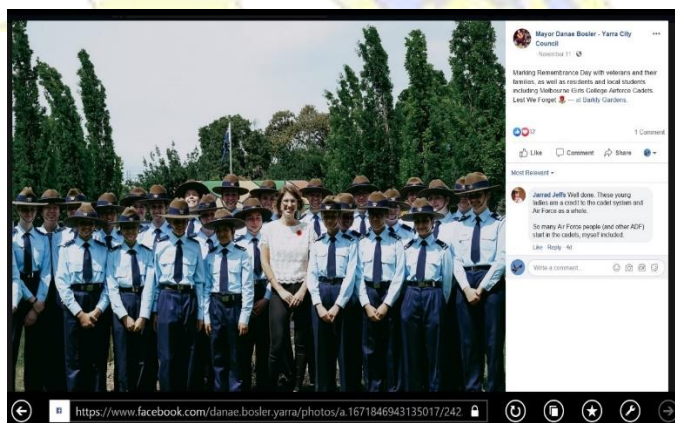 Mayor Danae Bosler - Yarra City
Council
November 11
Marking Remembrance Day with veterans and their
families, as well as residents and local students
including Melbourne Girls College Airforce Cadets.
Lest We Forget — at Darling Gardens.
1 Comment
Like Comment Share
Most Relevant
Jarrad Jeffs Well done. These young
ladies are a credit to the cadet system and
Air Force as a whole.
So many Air Force people (and other ADF)
start in the cadets, myself included.
Like · Reply · 4d
Write a comment...
https://www.facebook.com/danae.bosler.yarra/photos/a.1671846943135017/242